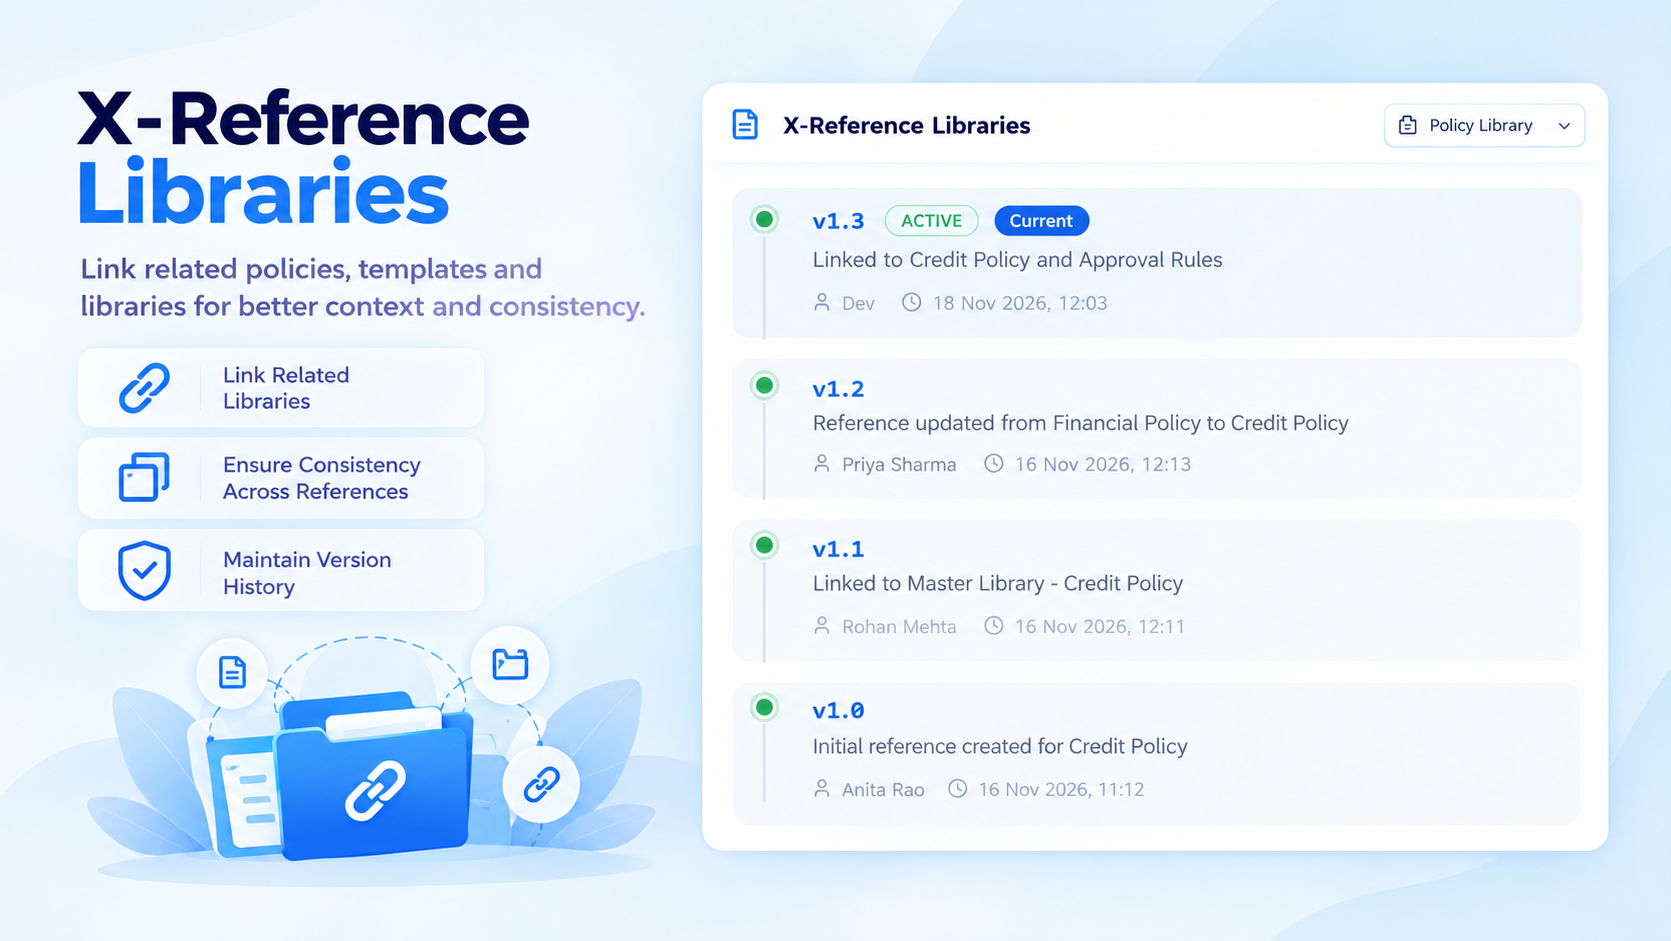 X-Reference
Libraries
Link related policies, templates and
libraries for better context and consistency.
Link Related
Libraries
Ensure Consistency
Across References
Maintain Version
History
X-Reference Libraries
Policy Library
v1.3 ACTIVE Current
Linked to Credit Policy and Approval Rules
Dev 18 Nov 2026, 12:03
v1.2
Reference updated from Financial Policy to Credit Policy
Priya Sharma 16 Nov 2026, 12:13
v1.1
Linked to Master Library - Credit Policy
Rohan Mehta 16 Nov 2026, 12:11
v1.0
Initial reference created for Credit Policy
Anita Rao 16 Nov 2026, 11:12